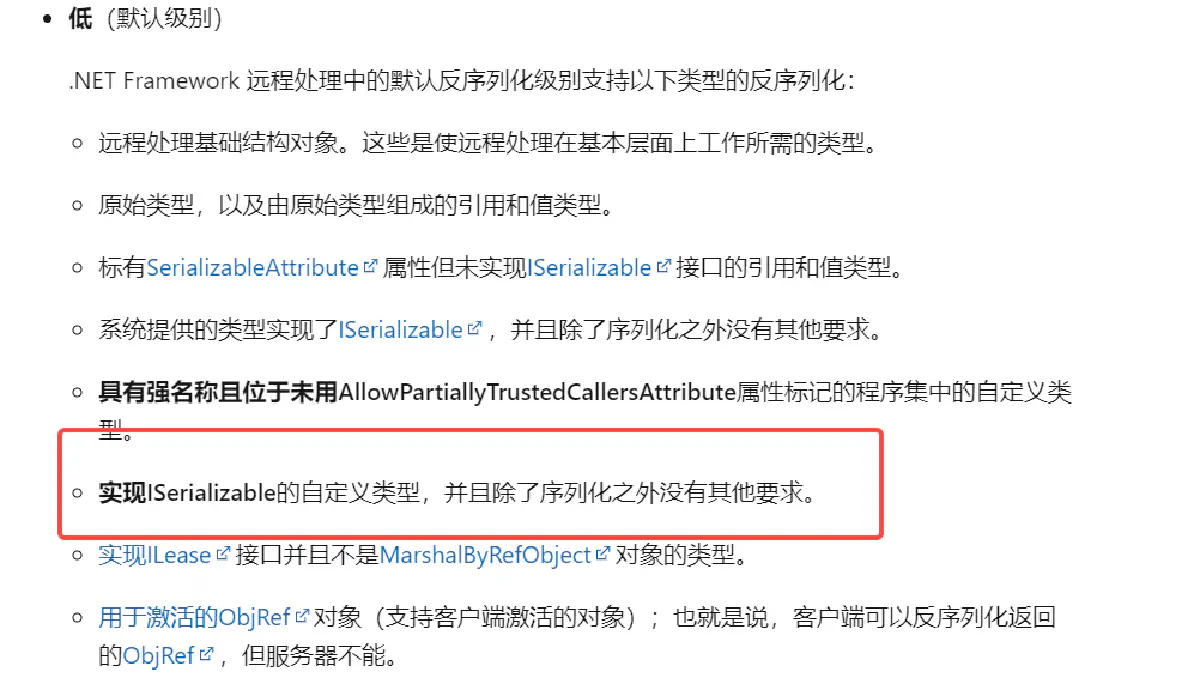 低（默认级别）
.NET Framework 远程处理中的默认反序列化级别支持以下类型的反序列化：
远程处理基础结构对象。这些是使远程处理在基本层面上工作所需的类型。
原始类型，以及由原始类型组成的引用和值类型。
标有SerializableAttribute 属性但未实现ISerializable 接口的引用和值类型。
系统提供的类型实现了ISerializable ，并且除了序列化之外没有其他要求。
具有强名称且位于未用AllowPartiallyTrustedCallersAttribute属性标记的程序集中的自定义类
型。
实现ISerializable的自定义类型，并且除了序列化之外没有其他要求。
实现ILease 接口并且不是MarshalByRefObject 对象的类型。
用于激活的ObjRef 对象（支持客户端激活的对象）；也就是说，客户端可以反序列化返回
的ObjRef ，但服务器不能。